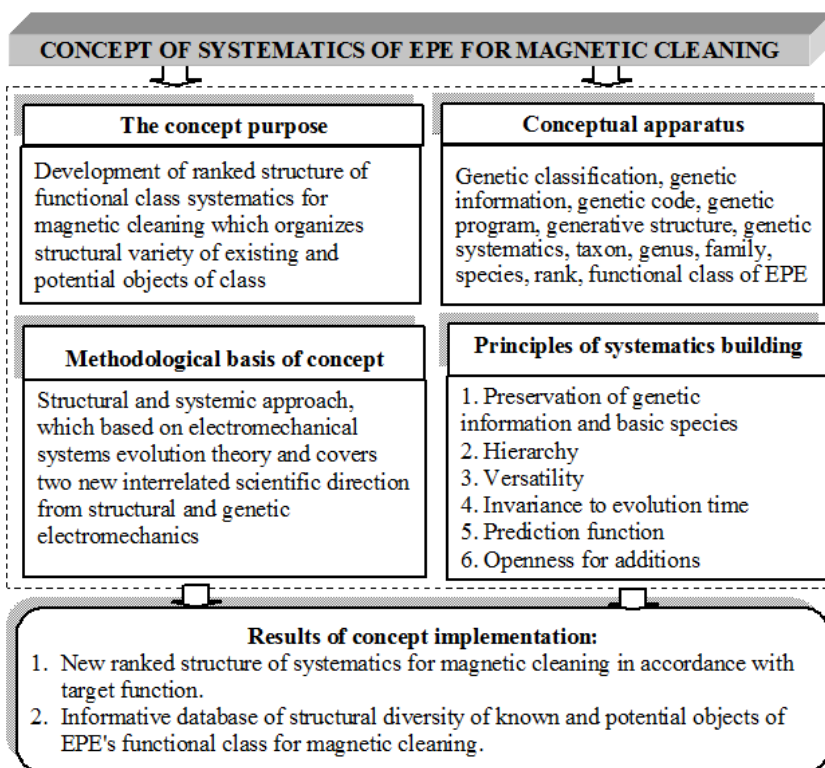 CONCEPT OF SYSTEMATICS OF EPE FOR MAGNETIC CLEANING
The concept purpose
Development of ranked structure of
functional class systematics for
magnetic cleaning which organizes
structural variety of existing and
potential objects of class
Conceptual apparatus
Genetic classification, genetic
information, genetic code, genetic
program, generative structure, genetic
systematics, taxon, genus, family,
species, rank, functional class of EPE
Methodological basis of concept
Structural and systemic approach,
which based on electromechanical
systems evolution theory and covers
two new interrelated scientific direction
from structural and genetic
electromechanics
Principles of systematics building
1. Preservation of genetic
information and basic species
2. Hierarchy
3. Versatility
4. Invariance to evolution time
5. Prediction function
6. Openness for additions
Results of concept implementation:
1. New ranked structure of systematics for magnetic cleaning in accordance with
target function.
2. Informative database of structural diversity of known and potential objects of
EPE's functional class for magnetic cleaning.